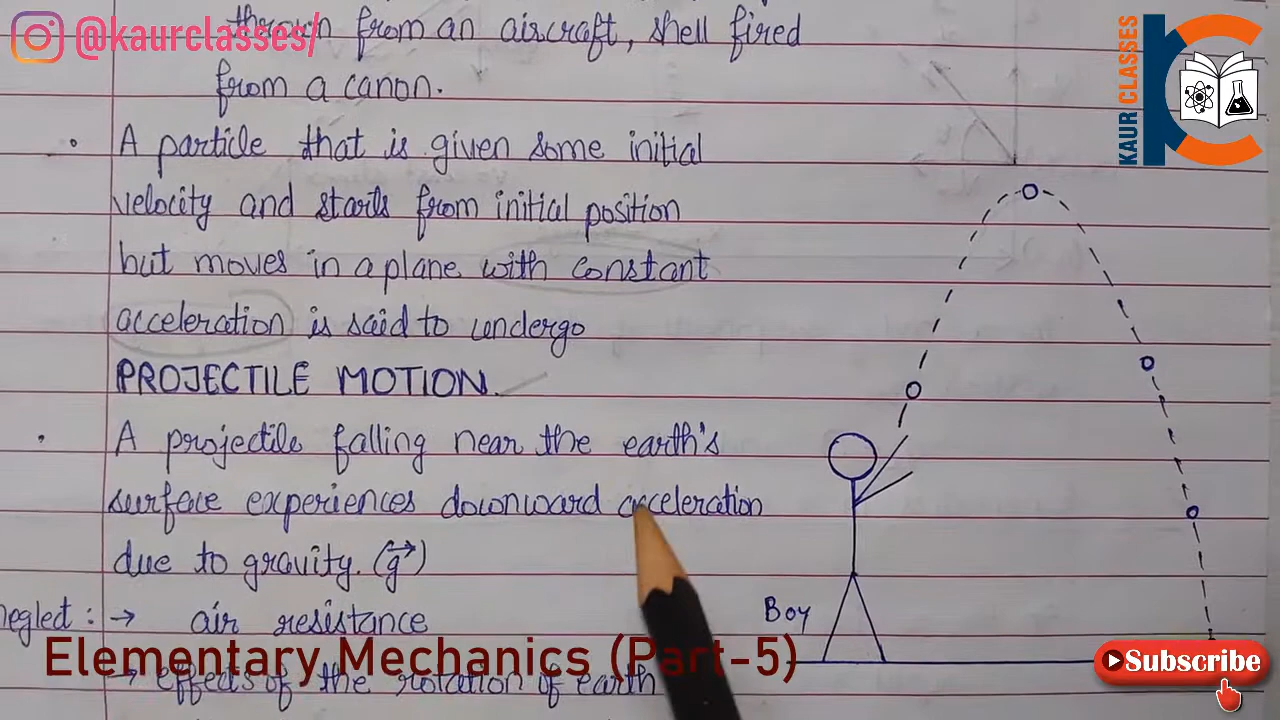 @kaurclasses/
thrown from an aircraft, shell fired
from a canon.
KAUR CLASSES
• A particle that is given some initial
velocity and starts from initial position
but moves in a plane with constant
acceleration is said to undergo
PROJECTILE MOTION.
• A projectile falling near the earth's
surface experiences downward acceleration
due to gravity. (g⃗)
neglect : → air resistance
→ effects of the rotation of earth
Boy
Elementary Mechanics (Part-5)
Subscribe